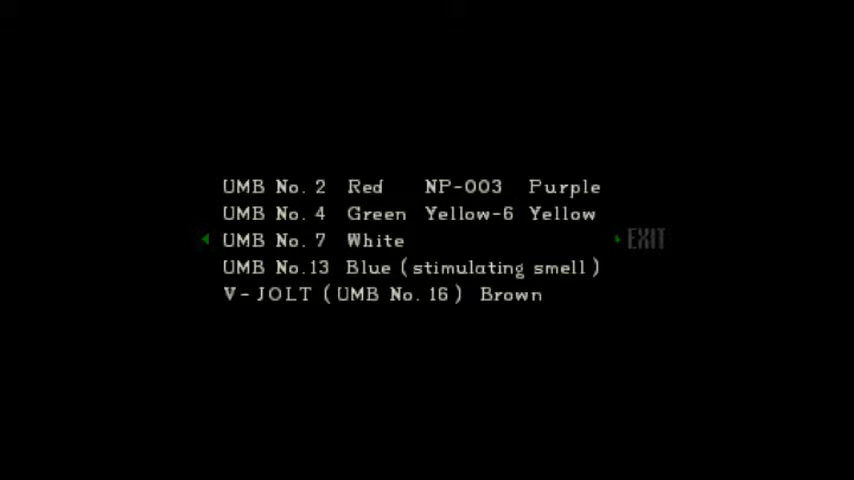 UMB No. 2 Red NP-003 Purple
UMB No. 4 Green Yellow-6 Yellow
UMB No. 7 White
EXIT
UMB No.13 Blue (stimulating smell)
V-JOLT (UMB No. 16) Brown